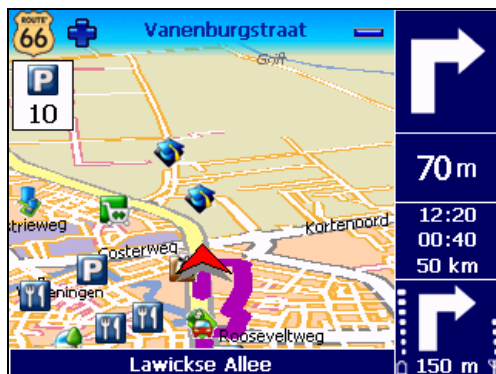 ROUTE
66
Vanenburgstraat
Grift
P
10
70 m
12:20
00:40
50 km
Kortenoord
strieweg
Oosterweg
P
eningen
Rooseveltweg
150 m
Lawickse Allee